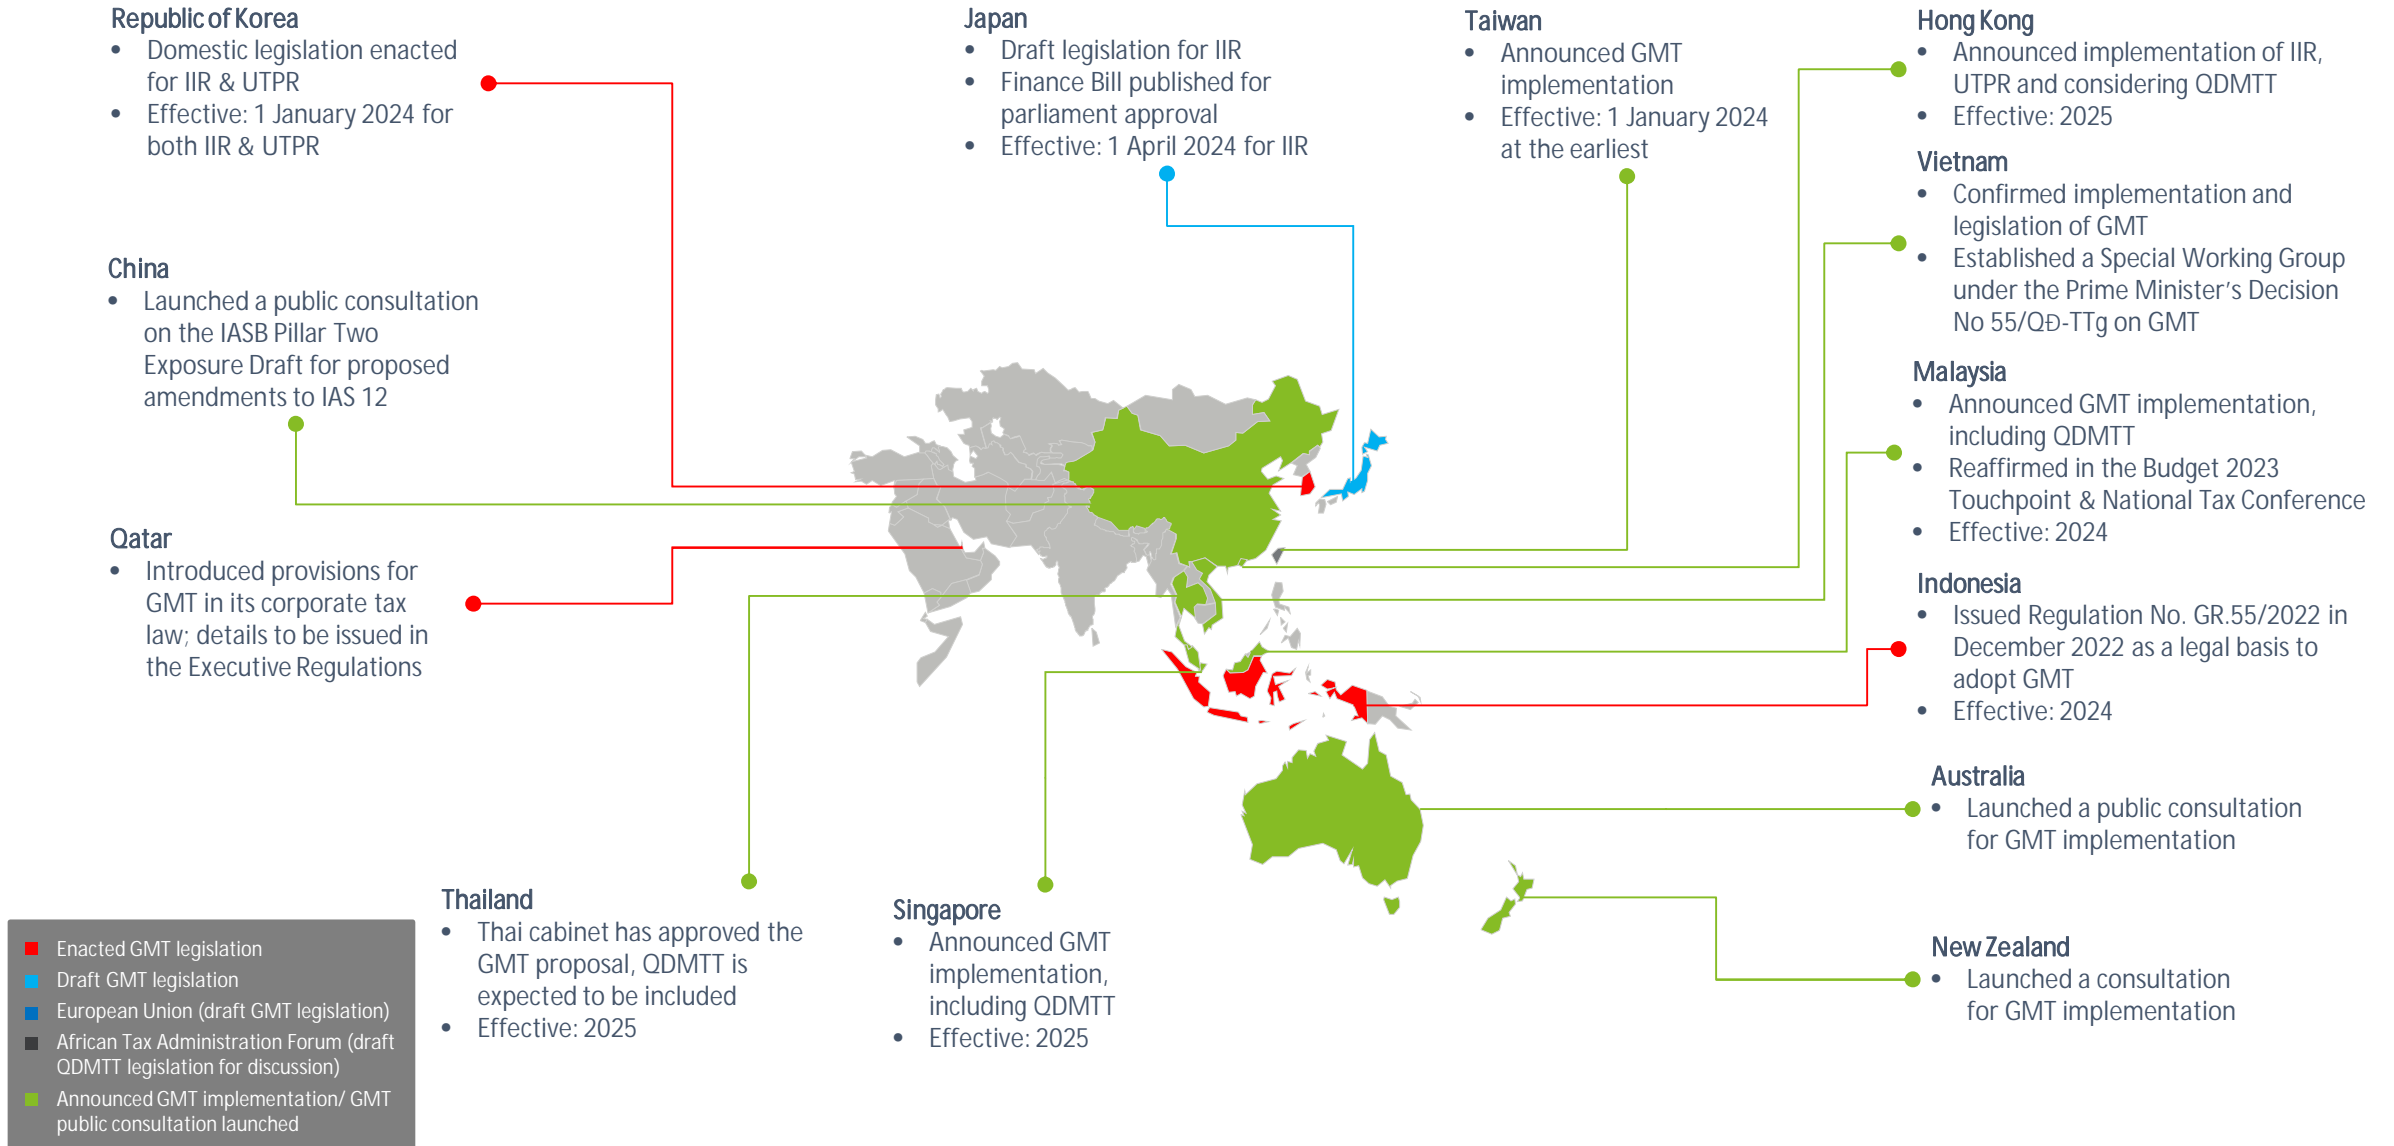 Republic of Korea
• Domestic legislation enacted
for IIR & UTPR
• Effective: 1 January 2024 for
both IIR & UTPR
Japan
• Draft legislation for IIR
• Finance Bill published for
parliament approval
• Effective: 1 April 2024 for IIR
Taiwan
• Announced GMT
implementation
• Effective: 1 January 2024
at the earliest
Hong Kong
• Announced implementation of IIR,
UTPR and considering QDMTT
• Effective: 2025
Vietnam
• Confirmed implementation and
legislation of GMT
• Established a Special Working Group
under the Prime Minister's Decision
No 55/QĐ-TTg on GMT
China
• Launched a public consultation
on the IASB Pillar Two
Exposure Draft for proposed
amendments to IAS 12
Malaysia
• Announced GMT implementation,
including QDMTT
• Reaffirmed in the Budget 2023
Touchpoint & National Tax Conference
• Effective: 2024
Qatar
• Introduced provisions for
GMT in its corporate tax
law; details to be issued in
the Executive Regulations
Indonesia
• Issued Regulation No. GR.55/2022 in
December 2022 as a legal basis to
adopt GMT
• Effective: 2024
Australia
• Launched a public consultation
for GMT implementation
Thailand
• Thai cabinet has approved the
GMT proposal, QDMTT is
expected to be included
• Effective: 2025
Singapore
• Announced GMT
implementation,
including QDMTT
• Effective: 2025
New Zealand
• Launched a consultation
for GMT implementation
Enacted GMT legislation
Draft GMT legislation
European Union (draft GMT legislation)
African Tax Administration Forum (draft
QDMTT legislation for discussion)
Announced GMT implementation/ GMT
public consultation launched